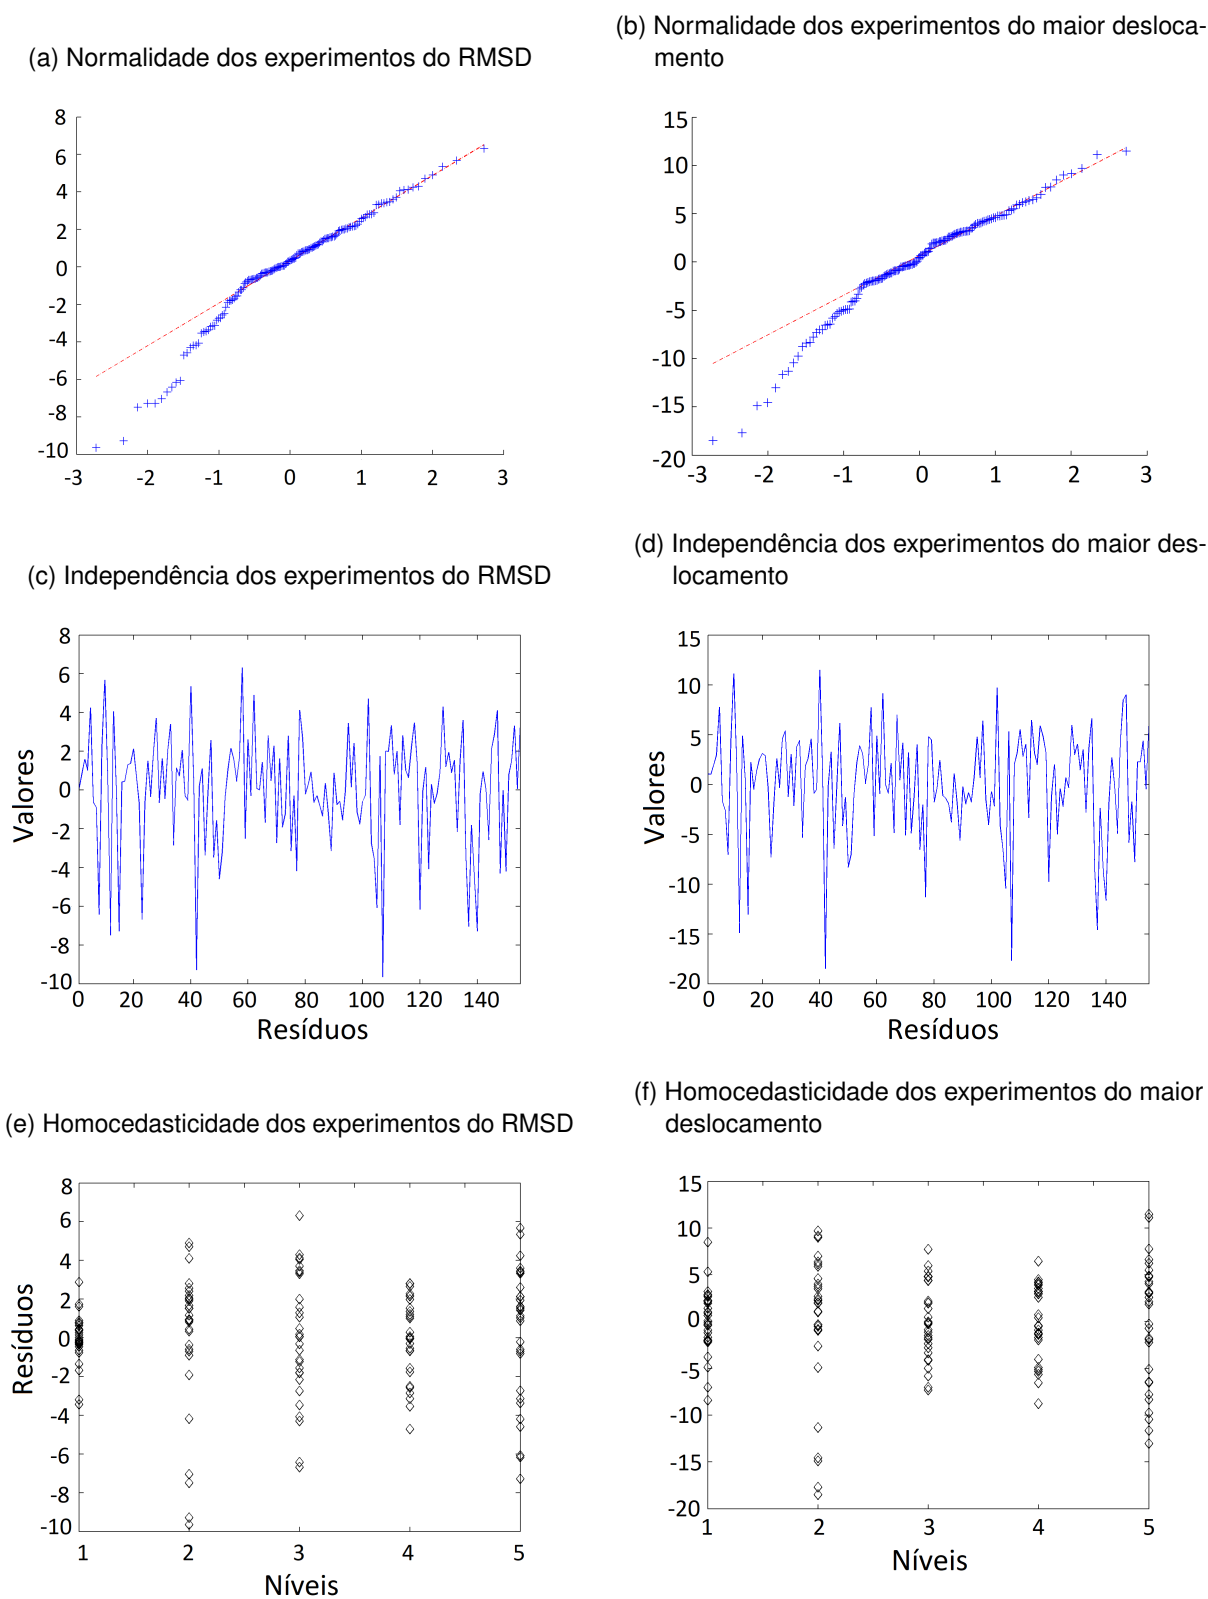 (a) Normalidade dos experimentos do RMSD
8
6
4
2
0
-2
-4
-6
-8
-10
-3 -2 -1 0 1 2 3
(b) Normalidade dos experimentos do maior desloca-
mento
15
10
5
0
-5
-10
-15
-20
-3 -2 -1 0 1 2 3
(c) Independência dos experimentos do RMSD
Valores
8
6
4
2
0
-2
-4
-6
-8
-10
0 20 40 60 80 100 120 140
Resíduos
(d) Independência dos experimentos do maior des-
locamento
Valores
15
10
5
0
-5
-10
-15
-20
0 20 40 60 80 100 120 140
Resíduos
(e) Homocedasticidade dos experimentos do RMSD
Resíduos
8
6
4
2
0
-2
-4
-6
-8
-10
1 2 3 4 5
Níveis
(f) Homocedasticidade dos experimentos do maior
deslocamento
15
10
5
0
-5
-10
-15
-20
1 2 3 4 5
Níveis